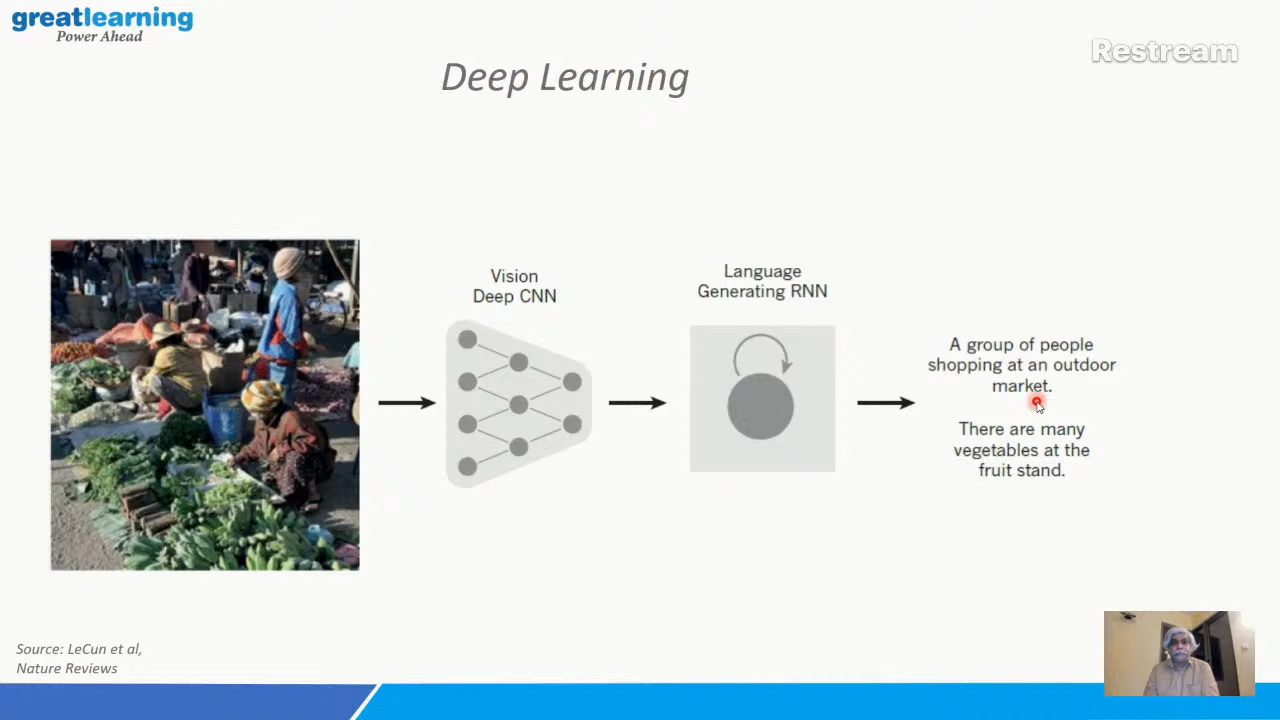 greatlearning
Power Ahead
Restream
Deep Learning
Vision
Deep CNN
Language
Generating RNN
A group of people
shopping at an outdoor
market.
There are many
vegetables at the
fruit stand.
Source: LeCun et al,
Nature Reviews